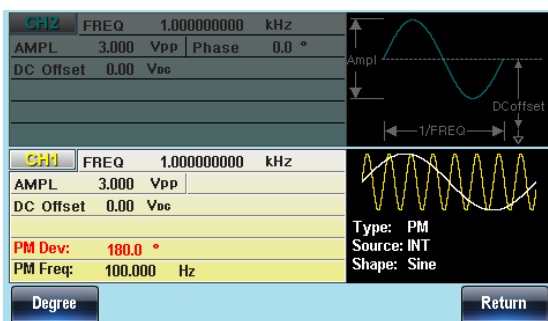 CH2 FREQ 1.000000000 kHz
AMPL 3.000 Vpp Phase 0.0 °
DC Offset 0.00 VDC
Ampl
DCoffset
1/FREQ
CH1 FREQ 1.000000000 kHz
AMPL 3.000 Vpp
DC Offset 0.00 VDC
PM Dev: 180.0 °
PM Freq: 100.000 Hz
Type: PM
Source: INT
Shape: Sine
Degree Return